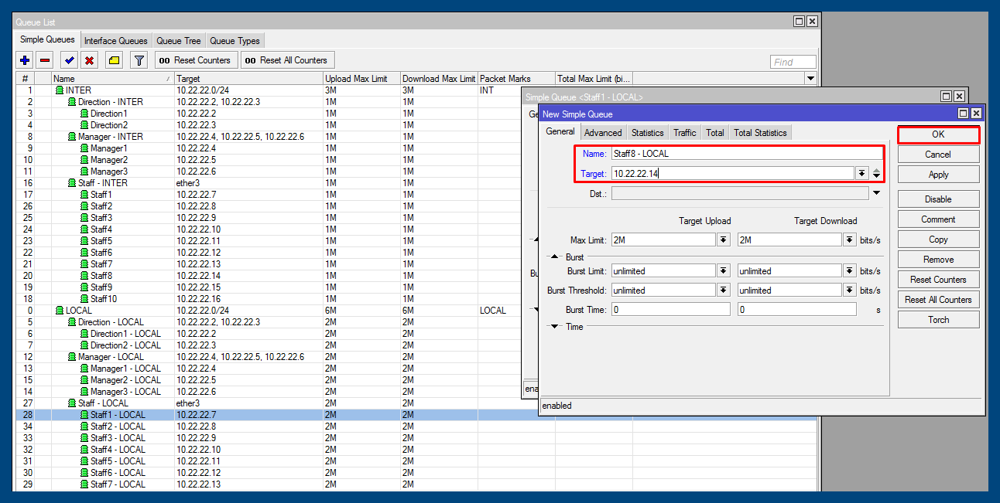 Queue List
Simple Queues Interface Queues Queue Tree Queue Types
00 Reset Counters 00 Reset All Counters Find
# Name / Target Upload Max Limit Download Max Limit Packet Marks Total Max Limit (bi...
1 INTER 10.22.22.0/24 3M 3M INT
2 Direction - INTER 10.22.22.2, 10.22.22.3 1M 1M
3 Direction1 10.22.22.2 1M 1M
4 Direction2 10.22.22.3 1M 1M
8 Manager - INTER 10.22.22.4, 10.22.22.5, 10.22.22.6 1M 1M
9 Manager1 10.22.22.4 1M 1M
10 Manager2 10.22.22.5 1M 1M
11 Manager3 10.22.22.6 1M 1M
16 Staff - INTER ether3 1M 1M
17 Staff1 10.22.22.7 1M 1M
26 Staff2 10.22.22.8 1M 1M
25 Staff3 10.22.22.9 1M 1M
24 Staff4 10.22.22.10 1M 1M
23 Staff5 10.22.22.11 1M 1M
22 Staff6 10.22.22.12 1M 1M
21 Staff7 10.22.22.13 1M 1M
20 Staff8 10.22.22.14 1M 1M
19 Staff9 10.22.22.15 1M 1M
18 Staff10 10.22.22.16 1M 1M
0 LOCAL 10.22.22.0/24 6M 6M LOCAL
5 Direction - LOCAL 10.22.22.2, 10.22.22.3 2M 2M
6 Direction1 - LOCAL 10.22.22.2 2M 2M
7 Direction2 - LOCAL 10.22.22.3 2M 2M
12 Manager - LOCAL 10.22.22.4, 10.22.22.5, 10.22.22.6 2M 2M
13 Manager1 - LOCAL 10.22.22.4 2M 2M
15 Manager2 - LOCAL 10.22.22.5 2M 2M
14 Manager3 - LOCAL 10.22.22.6 2M 2M
27 Staff - LOCAL ether3 2M 2M
28 Staff1 - LOCAL 10.22.22.7 2M 2M
34 Staff2 - LOCAL 10.22.22.8 2M 2M
33 Staff3 - LOCAL 10.22.22.9 2M 2M
32 Staff4 - LOCAL 10.22.22.10 2M 2M
31 Staff5 - LOCAL 10.22.22.11 2M 2M
30 Staff6 - LOCAL 10.22.22.12 2M 2M
29 Staff7 - LOCAL 10.22.22.13 2M 2M
Simple Queue <Staff1 - LOCAL>
Ge
Bu
ena
New Simple Queue
General Advanced Statistics Traffic Total Total Statistics
Name: Staff8 - LOCAL
Target: 10.22.22.14
Dst.:
Target Upload Target Download
Max Limit: 2M 2M bits/s
Burst
Burst Limit: unlimited unlimited bits/s
Burst Threshold: unlimited unlimited bits/s
Burst Time: 0 0 s
Time
enabled
OK
Cancel
Apply
Disable
Comment
Copy
Remove
Reset Counters
Reset All Counters
Torch